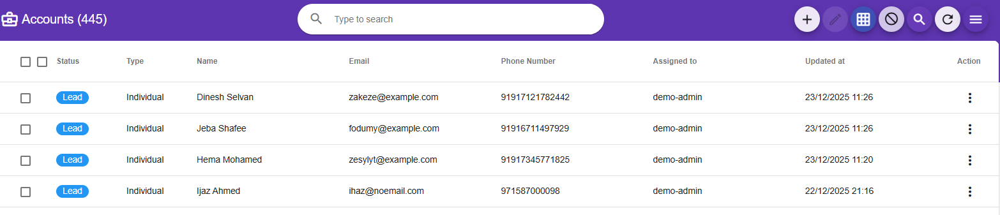 Accounts (445)
Type to search
Status Type Name Email Phone Number Assigned to Updated at Action
Lead Individual Dinesh Selvan zakeze@example.com 91917121782442 demo-admin 23/12/2025 11:26
Lead Individual Jeba Shafee fodumy@example.com 91916711497929 demo-admin 23/12/2025 11:26
Lead Individual Hema Mohamed zesylyt@example.com 91917345771825 demo-admin 23/12/2025 11:20
Lead Individual Ijaz Ahmed ihaz@noemail.com 971587000098 demo-admin 22/12/2025 21:16